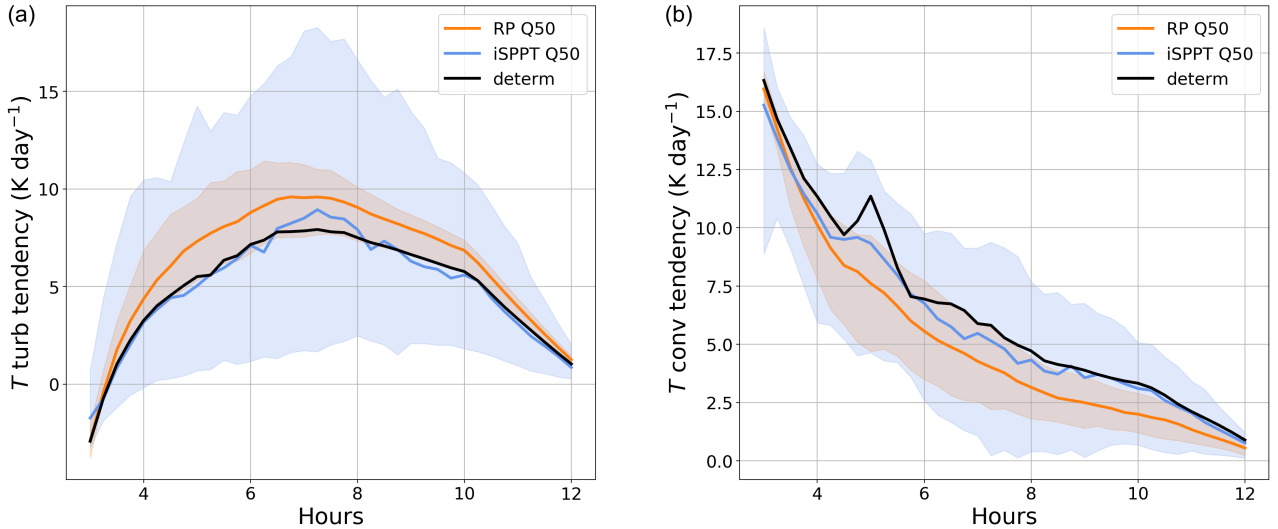 (a)
RP Q50
iSPPT Q50
determ
T turb tendency (K day⁻¹)
15
10
5
0
4
6
8
10
12
Hours
(b)
RP Q50
iSPPT Q50
determ
T conv tendency (K day⁻¹)
17.5
15.0
12.5
10.0
7.5
5.0
2.5
0.0
4
6
8
10
12
Hours